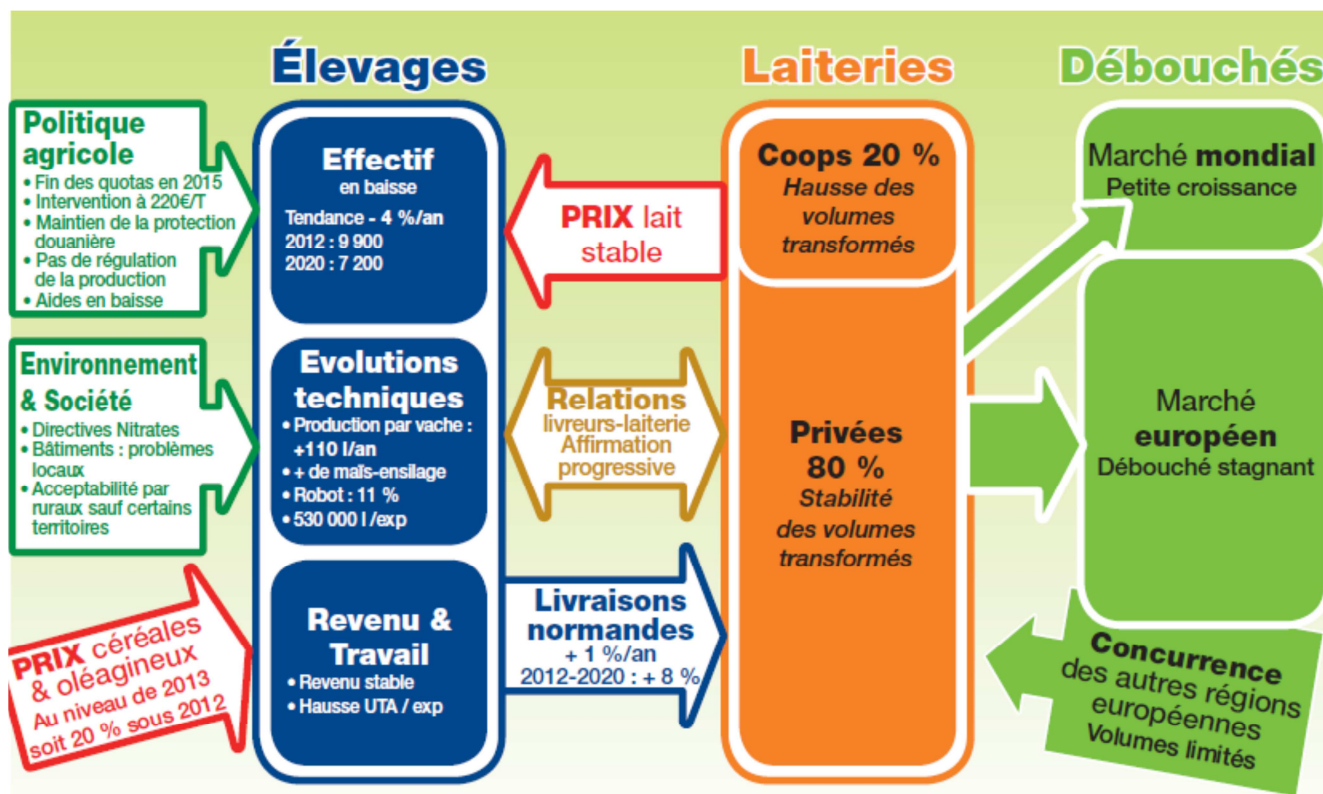 Élevages
Laiteries
Débouchés
Politique
agricole
• Fin des quotas en 2015
• Intervention à 220€/T
• Maintien de la protection
douanière
• Pas de régulation
de la production
• Aides en baisse
Environnement
& Société
• Directives Nitrates
• Bâtiments : problèmes
locaux
• Acceptabilité par
ruraux sauf certains
territoires
PRIX céréales
& oléagineux
Au niveau de 2013
soit 20 % sous 2012
Effectif
en baisse
Tendance - 4 %/an
2012 : 9 900
2020 : 7 200
Evolutions
techniques
• Production par vache :
+110 l/an
• + de maïs-ensilage
• Robot : 11 %
• 530 000 l /exp
Revenu &
Travail
• Revenu stable
• Hausse UTA / exp
PRIX lait
stable
Relations
livreurs-laiterie
Affirmation
progressive
Livraisons
normandes
+ 1 %/an
2012-2020 : + 8 %
Coops 20 %
Hausse des
volumes
transformés
Privées
80 %
Stabilité
des volumes
transformés
Marché mondial
Petite croissance
Marché
européen
Débouché stagnant
Concurrence
des autres régions
européennes
Volumes limités